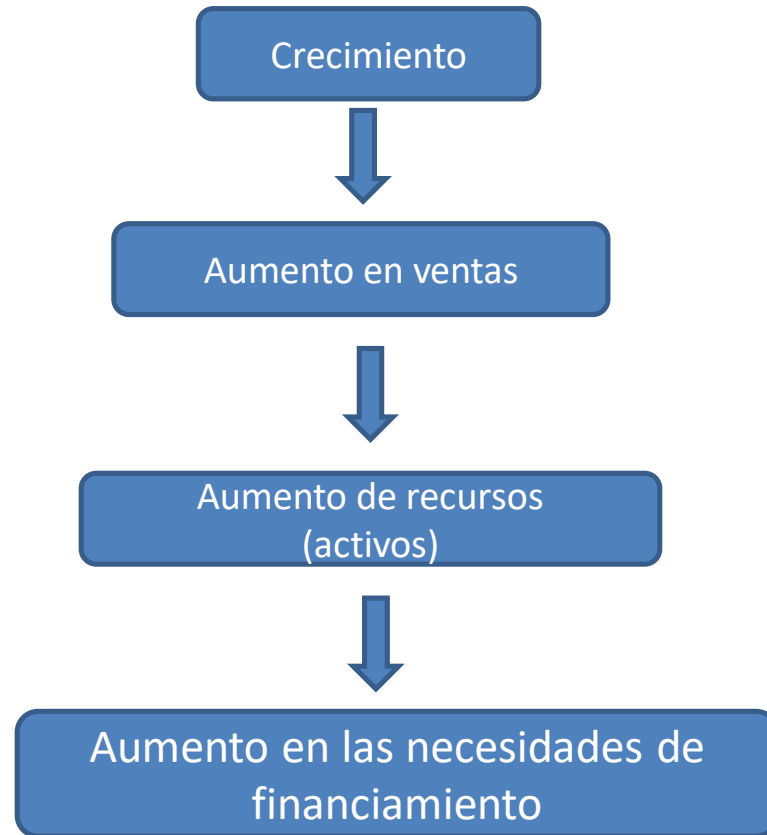 Crecimiento
Aumento en ventas
Aumento de recursos
(activos)
Aumento en las necesidades de
financiamiento